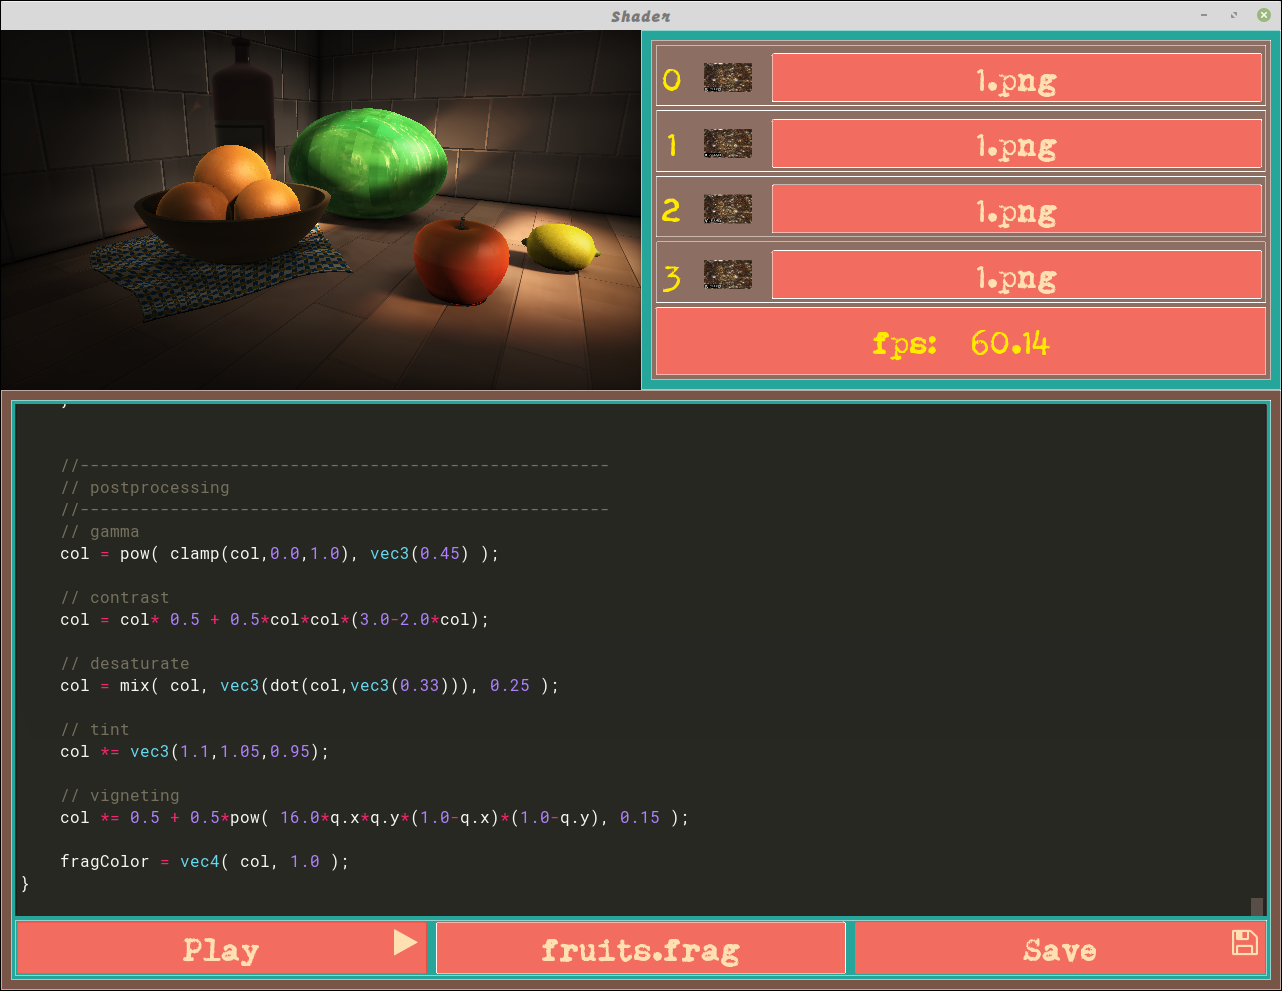 Shader
0 1.png
1 1.png
2 1.png
3 1.png
fps: 60.14
//-----------------------------------------------------
// postprocessing
//-----------------------------------------------------
// gamma
col = pow( clamp(col,0.0,1.0), vec3(0.45) );
// contrast
col = col* 0.5 + 0.5*col*col*(3.0-2.0*col);
// desaturate
col = mix( col, vec3(dot(col,vec3(0.33))), 0.25 );
// tint
col *= vec3(1.1,1.05,0.95);
// vigneting
col *= 0.5 + 0.5*pow( 16.0*q.x*q.y*(1.0-q.x)*(1.0-q.y), 0.15 );
fragColor = vec4( col, 1.0 );
}
Play
fruits.frag
Save